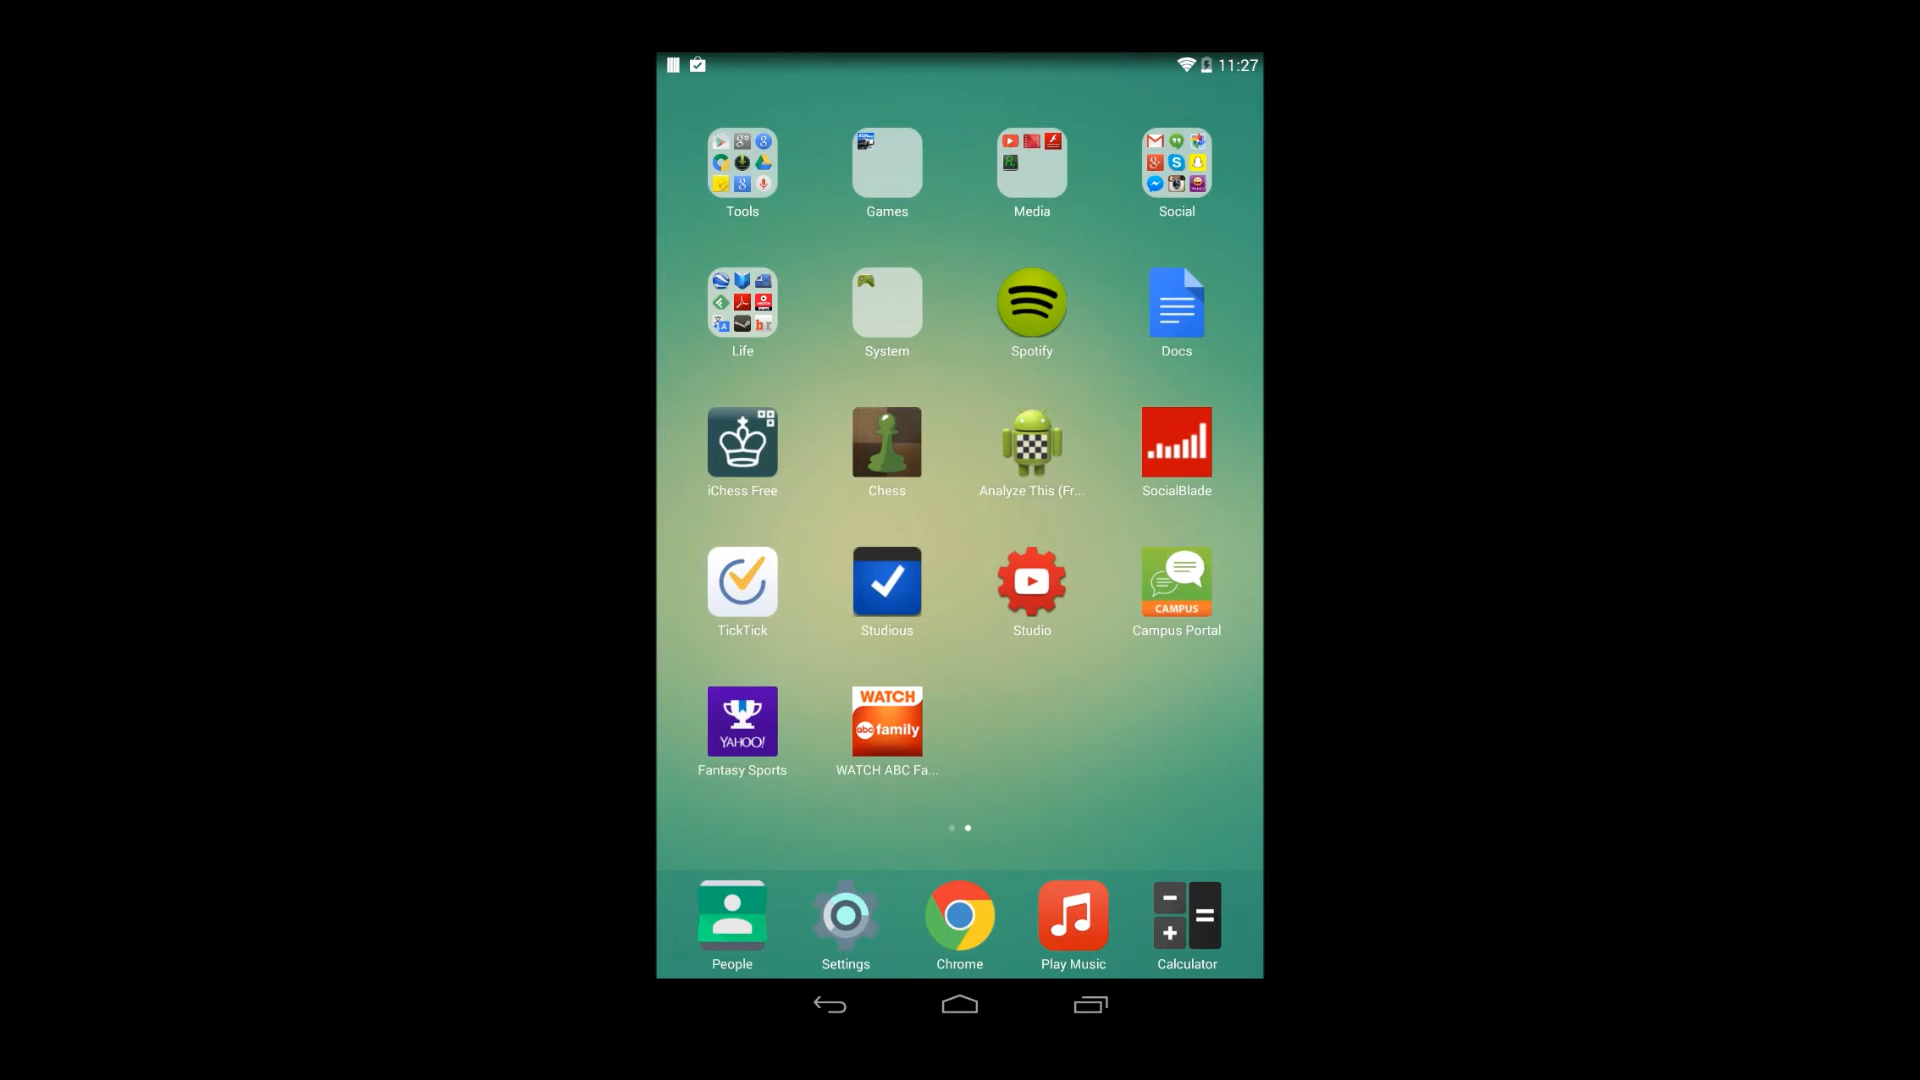 11:27
Tools Games Media Social
Life System Spotify Docs
iChess Free Chess Analyze This (Fr... SocialBlade
CAMPUS
TickTick Studious Studio Campus Portal
WATCH
abc family
YAHOO!
Fantasy Sports WATCH ABC Fa...
People Settings Chrome Play Music Calculator